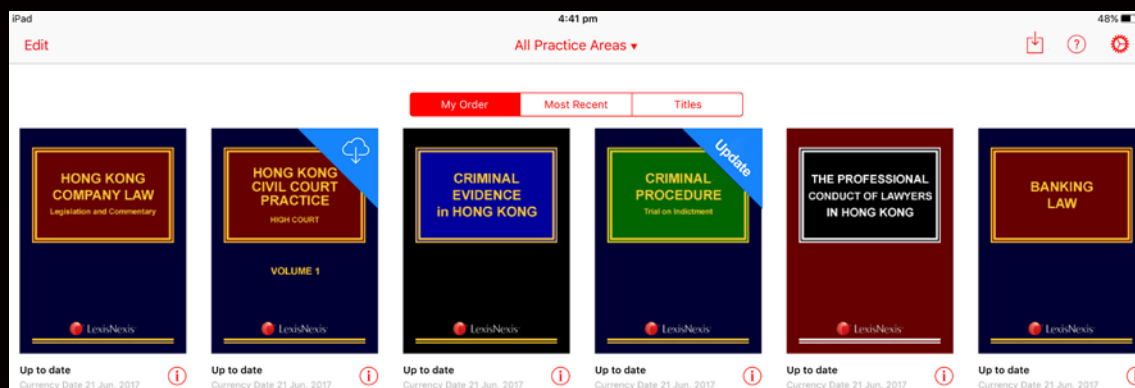 iPad
4:41 pm
48%
Edit
All Practice Areas ▾
?
My Order
Most Recent
Titles
HONG KONG
COMPANY LAW
Legislation and Commentary
LexisNexis
HONG KONG
CIVIL COURT
PRACTICE
HIGH COURT
VOLUME 1
LexisNexis
CRIMINAL
EVIDENCE
in HONG KONG
LexisNexis
Update
CRIMINAL
PROCEDURE
Trial on Indictment
LexisNexis
THE PROFESSIONAL
CONDUCT OF LAWYERS
IN HONG KONG
LexisNexis
BANKING
LAW
LexisNexis
Up to date
Currency Date 21 Jun. 2017
i
Up to date
Currency Date 21 Jun. 2017
i
Up to date
Currency Date 21 Jun. 2017
i
Up to date
Currency Date 21 Jun. 2017
i
Up to date
Currency Date 21 Jun. 2017
i
Up to date
Currency Date 21 Jun. 2017
i